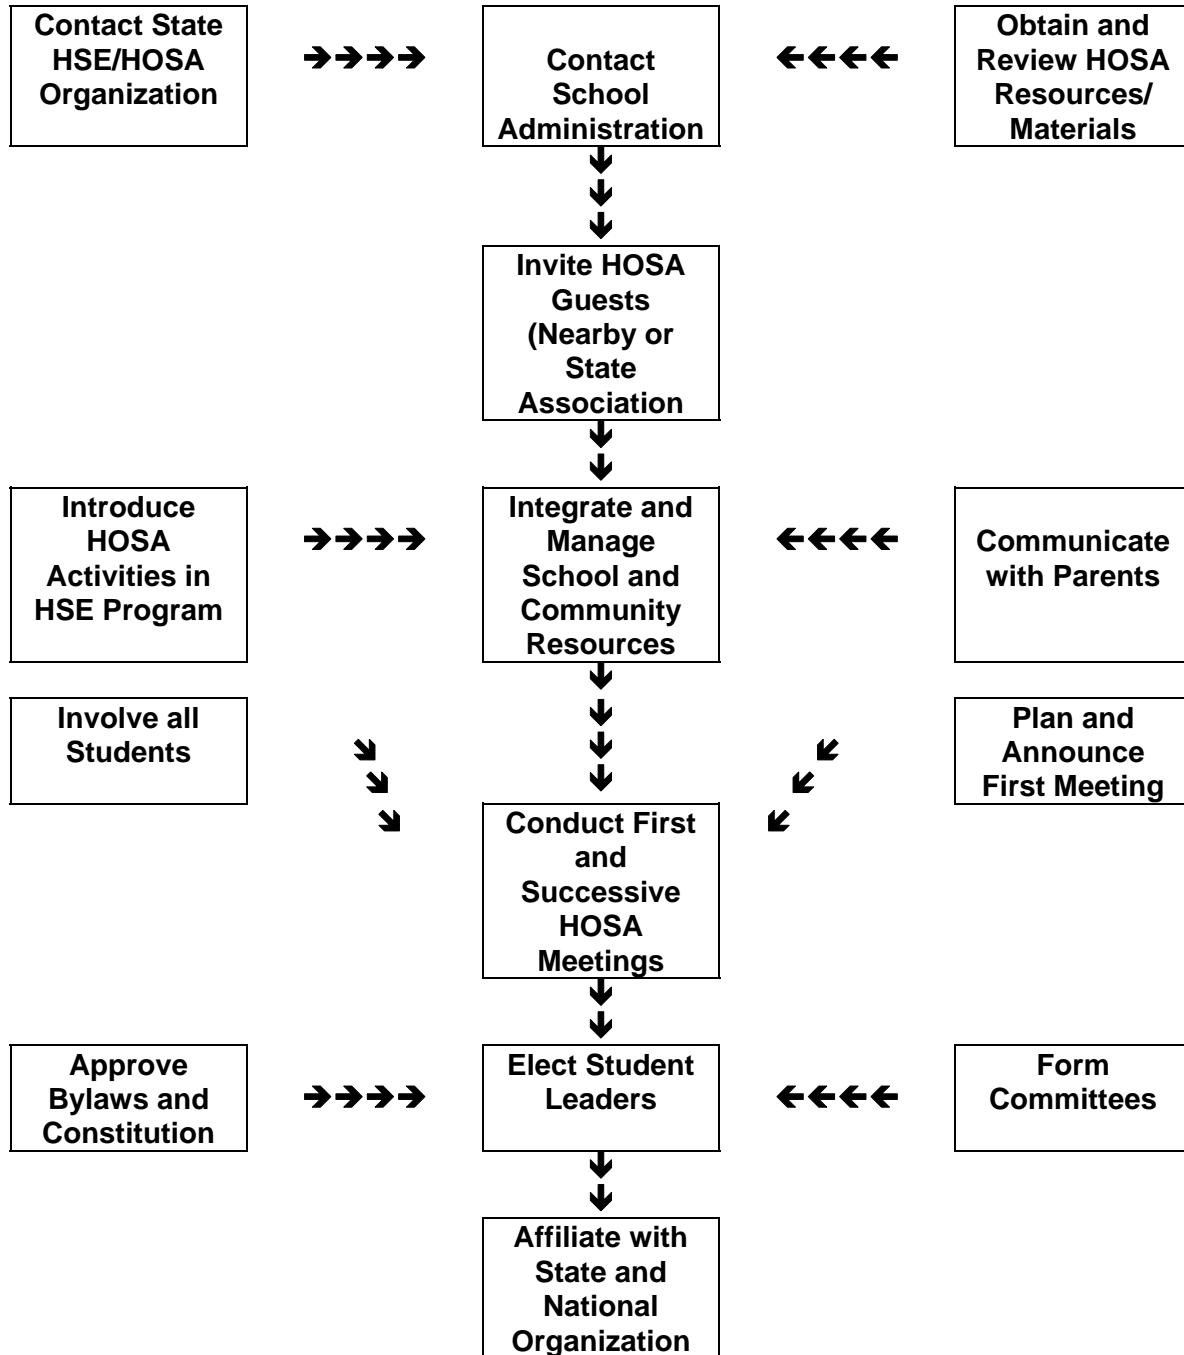 Contact State
HSE/HOSA
Organization
Contact
School
Administration
Obtain and
Review HOSA
Resources/
Materials
Invite HOSA
Guests
(Nearby or
State
Association
Introduce
HOSA
Activities in
HSE Program
Integrate and
Manage
School and
Community
Resources
Communicate
with Parents
Involve all
Students
Plan and
Announce
First Meeting
Conduct First
and
Successive
HOSA
Meetings
Approve
Bylaws and
Constitution
Elect Student
Leaders
Form
Committees
Affiliate with
State and
National
Organization